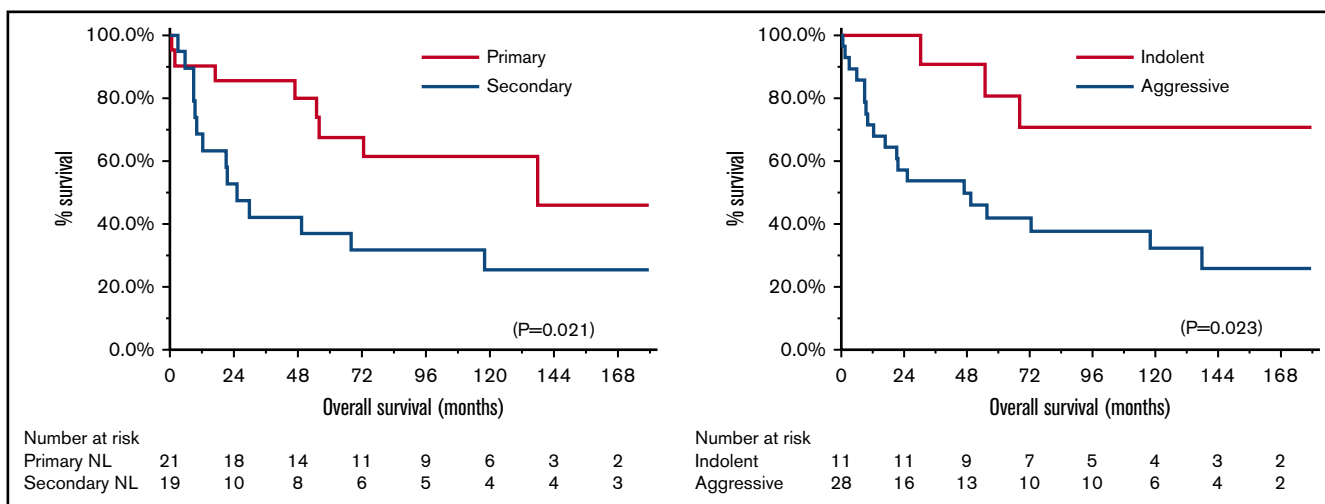 100.0%
80.0%
60.0%
40.0%
20.0%
0.0%
% survival
Primary
Secondary
(P=0.021)
0 24 48 72 96 120 144 168
Overall survival (months)
Number at risk
Primary NL 21 18 14 11 9 6 3 2
Secondary NL 19 10 8 6 5 4 4 3
100.0%
80.0%
60.0%
40.0%
20.0%
0.0%
% survival
Indolent
Aggressive
(P=0.023)
0 24 48 72 96 120 144 168
Overall survival (months)
Number at risk
Indolent 11 11 9 7 5 4 3 2
Aggressive 28 16 13 10 10 6 4 2